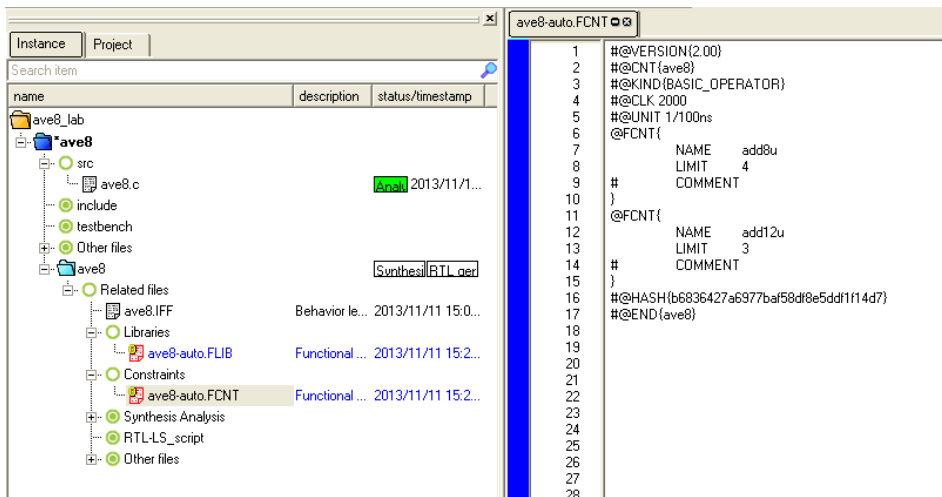 Instance Project
Search item
name description status/timestamp
ave8_lab
*ave8
src
ave8.c Analy 2013/11/1...
include
testbench
Other files
ave8 Synthesi RTL ger
Related files
ave8.IFF Behavior le... 2013/11/11 15:0...
Libraries
ave8-auto.FLIB Functional ... 2013/11/11 15:2...
Constraints
ave8-auto.FCNT Functional ... 2013/11/11 15:2...
Synthesis Analysis
RTL-LS_script
Other files
ave8-auto.FCNT
1 #@VERSION{2.00}
2 #@CNT{ave8}
3 #@KIND{BASIC_OPERATOR}
4 #@CLK 2000
5 #@UNIT 1/100ns
6 @FCNT{
7 NAME add8u
8 LIMIT 4
9 # COMMENT
10 }
11 @FCNT{
12 NAME add12u
13 LIMIT 3
14 # COMMENT
15 }
16 #@HASH{b6836427a6977baf58df8e5ddf1f14d7}
17 #@END{ave8}
18
19
20
21
22
23
24
25
26
27
28